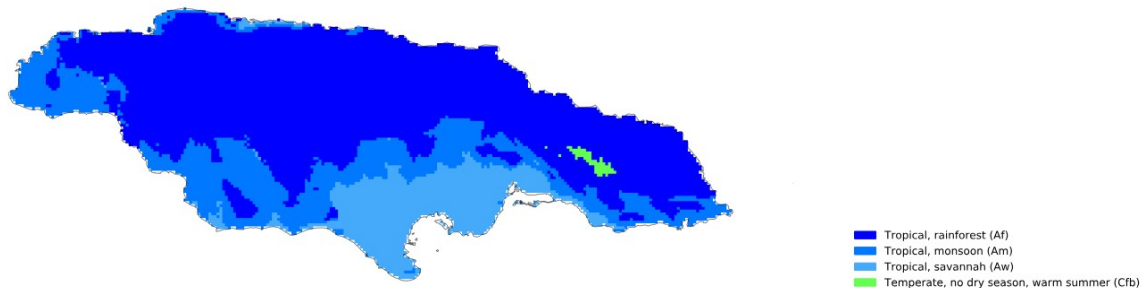 Tropical, rainforest (Af)
Tropical, monsoon (Am)
Tropical, savannah (Aw)
Temperate, no dry season, warm summer (Cfb)